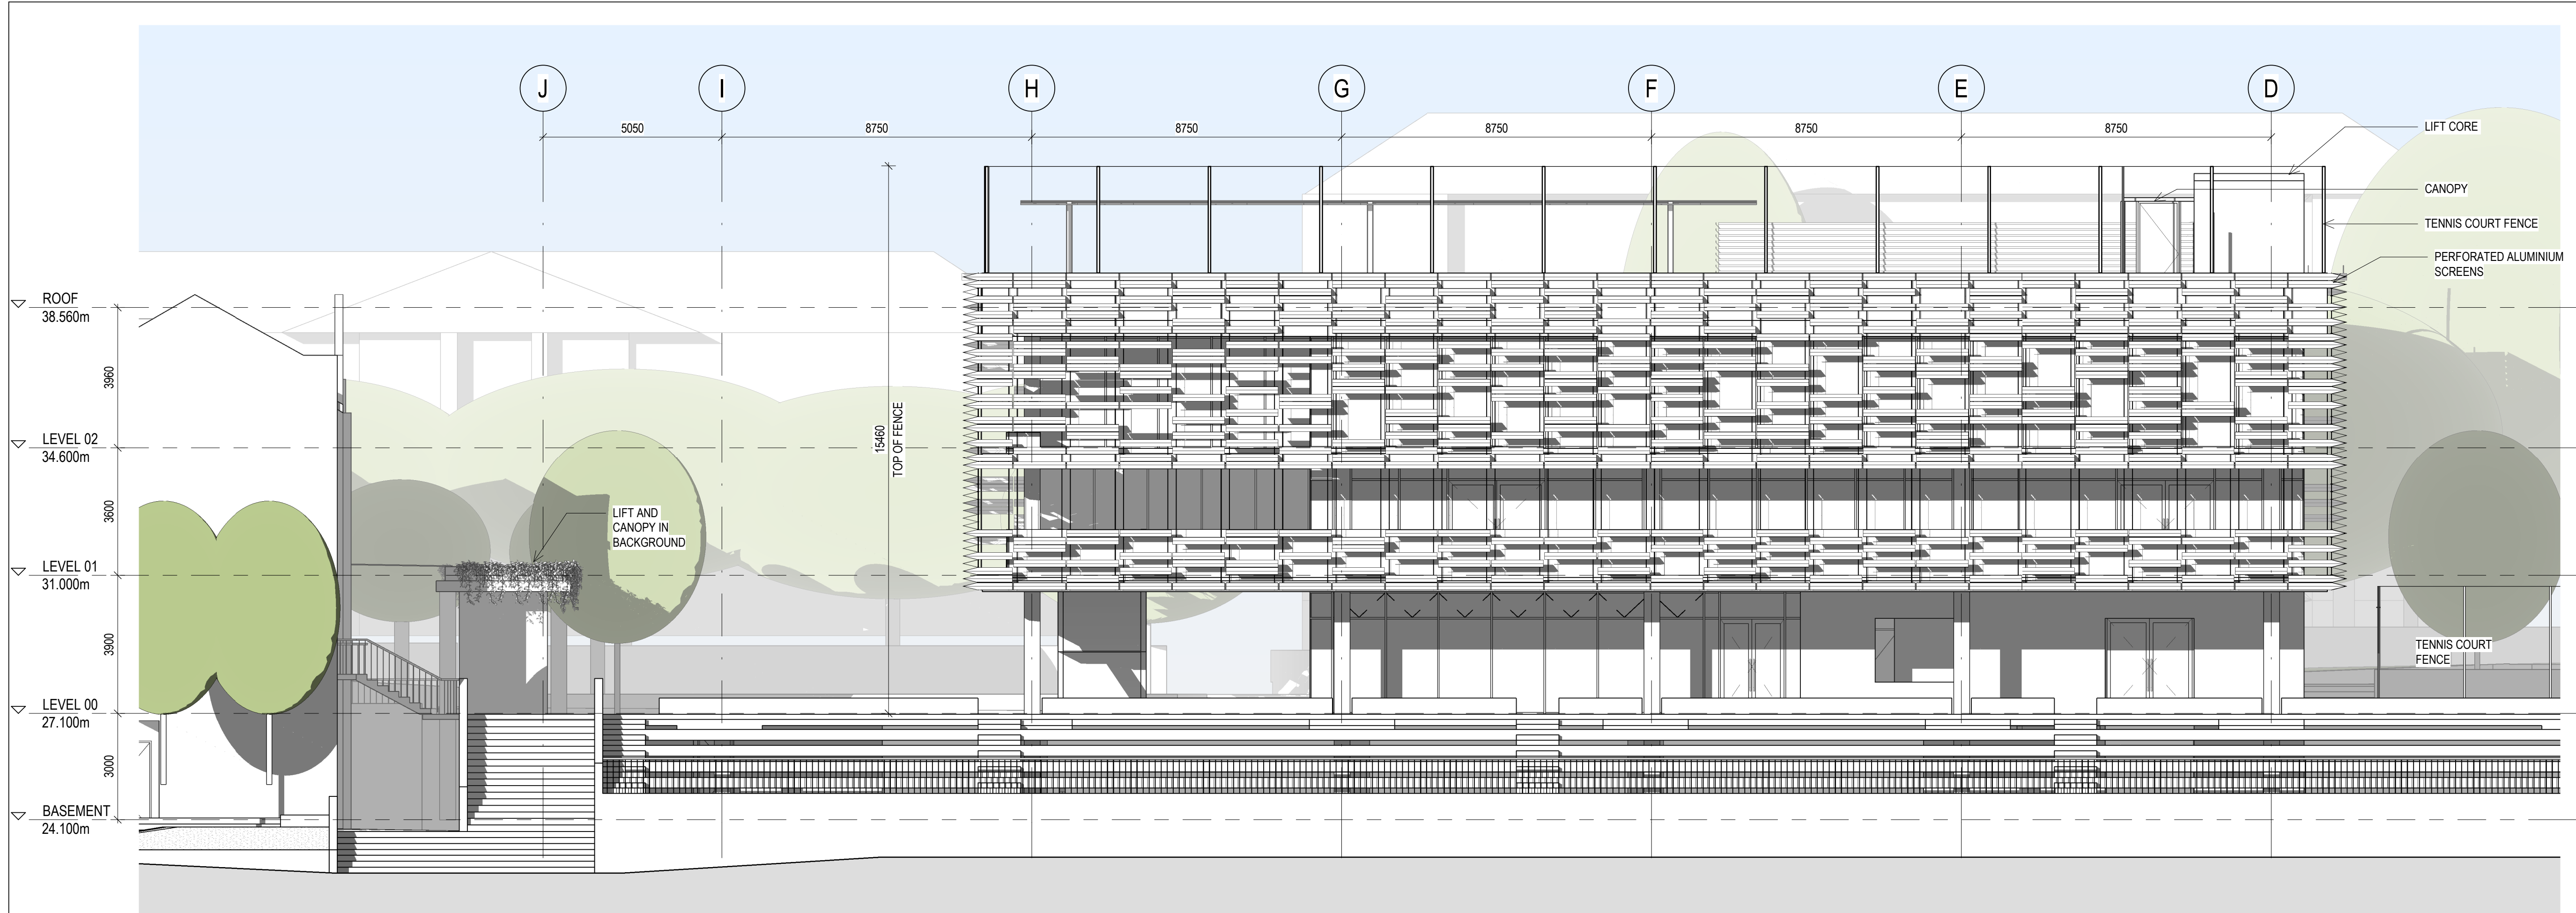 J
I
H
G
F
E
D
5050
8750
8750
8750
8750
8750
LIFT CORE
CANOPY
TENNIS COURT FENCE
PERFORATED ALUMINIUM
SCREENS
ROOF
38.560m
3960
15460
TOP OF FENCE
LEVEL 02
34.600m
3600
LIFT AND
CANOPY IN
BACKGROUND
LEVEL 01
31.000m
3900
TENNIS COURT
FENCE
LEVEL 00
27.100m
3000
BASEMENT
24.100m